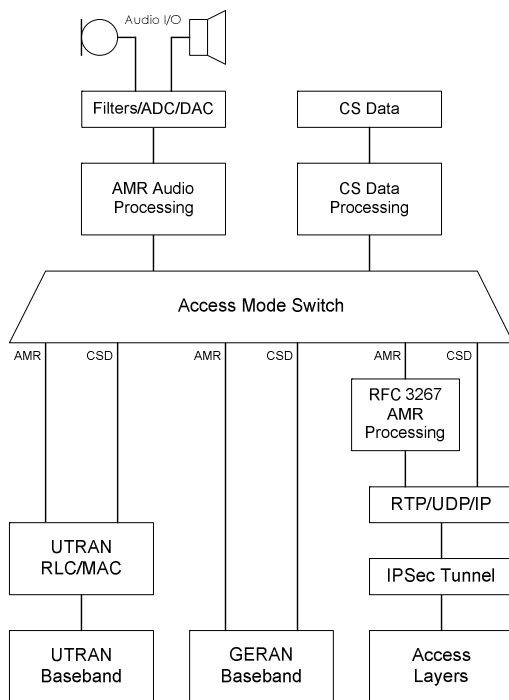 Audio I/O
Filters/ADC/DAC
CS Data
AMR Audio
Processing
CS Data
Processing
Access Mode Switch
AMR
CSD
AMR
CSD
AMR
CSD
RFC 3267
AMR
Processing
RTP/UDP/IP
UTRAN
RLC/MAC
IPSec Tunnel
UTRAN
Baseband
GERAN
Baseband
Access
Layers